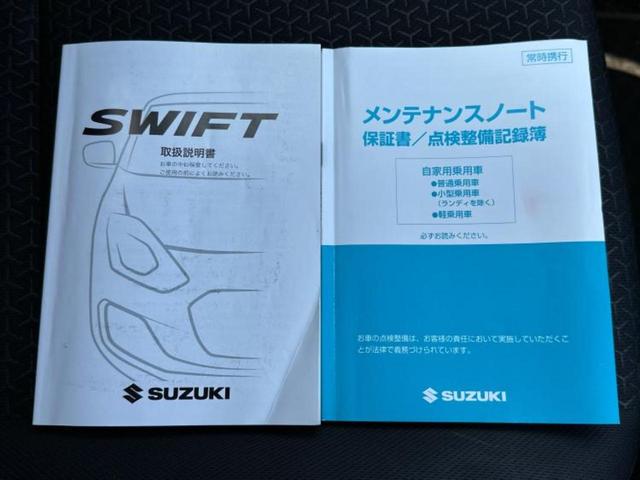 SWIFT
取扱説明書
お車の中に保管してください。
ご使用の前によくお読みください。
SUZUKI
常時携行
メンテナンスノート
保証書／点検整備記録簿
自家用乗用車
●普通乗用車
●小型乗用車
(ランディを除く)
●軽乗用車
必ずお読みください。
お車の点検整備は、お客様の責任において実施していただくこ
とが法律で義務づけられています。
SUZUKI